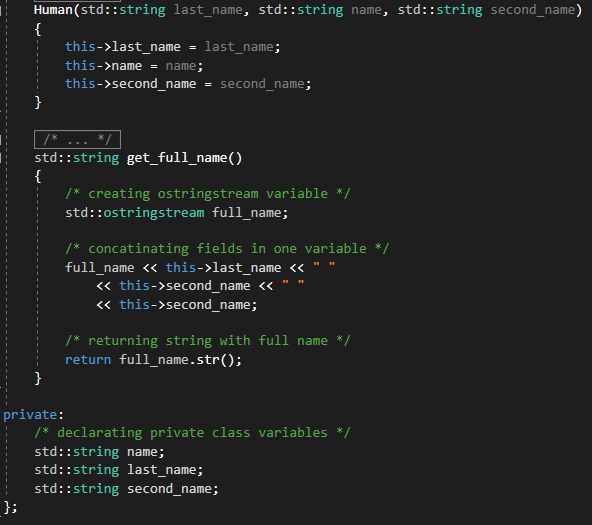 Human(std::string last_name, std::string name, std::string second_name)
{
this->last_name = last_name;
this->name = name;
this->second_name = second_name;
}
/* ... */
std::string get_full_name()
{
/* creating ostringstream variable */
std::ostringstream full_name;
/* concatinating fields in one variable */
full_name << this->last_name << " "
<< this->second_name << " "
<< this->second_name;
/* returning string with full name */
return full_name.str();
}
private:
/* declarating private class variables */
std::string name;
std::string last_name;
std::string second_name;
};